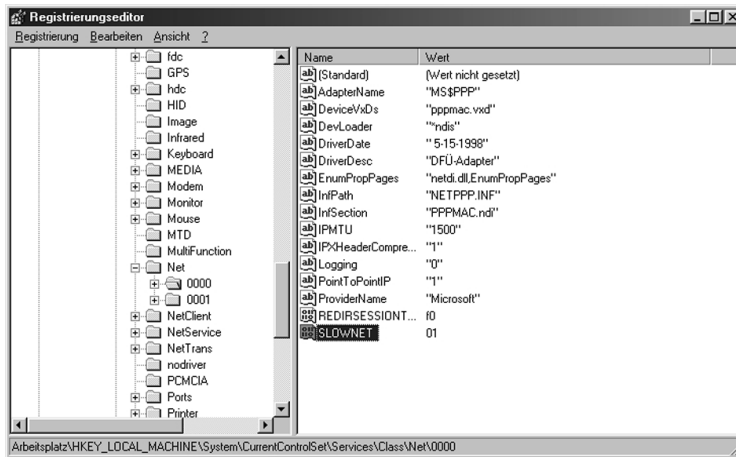 Registrierungseditor
Registrierung Bearbeiten Ansicht ?
fdc
GPS
hdc
HID
Image
Infrared
Keyboard
MEDIA
Modem
Monitor
Mouse
MTD
MultiFunction
Net
0000
0001
NetClient
NetService
NetTrans
nodriver
PCMCIA
Ports
Printer
Name Wert
(Standard) (Wert nicht gesetzt)
AdapterName "MS$PPP"
DeviceVxDs "pppmac.vxd"
DevLoader "*ndis"
DriverDate " 5-15-1998"
DriverDesc "DFÜ-Adapter"
EnumPropPages "netdi.dll,EnumPropPages"
InfPath "NETPPP.INF"
InfSection "PPPMAC.ndi"
IPMTU "1500"
IPXHeaderCompre... "1"
Logging "0"
PointToPointIP "1"
ProviderName "Microsoft"
REDIRSESSIONT... f0
SLOWNET 01
Arbeitsplatz\HKEY_LOCAL_MACHINE\System\CurrentControlSet\Services\Class\Net\0000